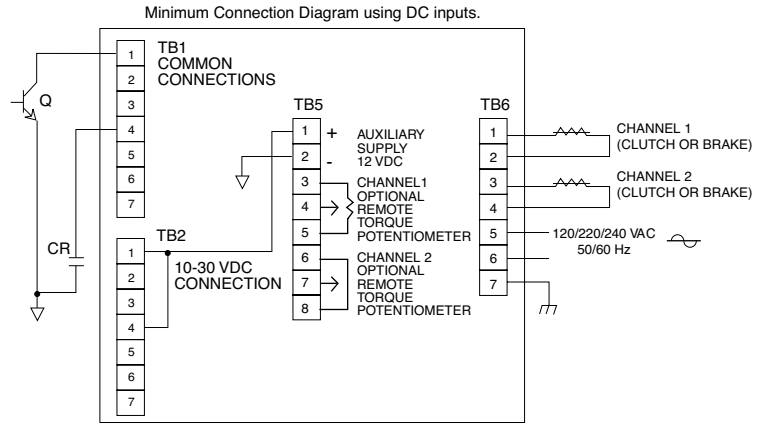 Minimum Connection Diagram using DC inputs.
TB1
COMMON
CONNECTIONS
1
2
3
4
5
6
7
Q
CR
TB2
10-30 VDC
CONNECTION
1
2
3
4
5
6
7
TB5
1
2
3
4
5
6
7
8
+
-
AUXILIARY
SUPPLY
12 VDC
CHANNEL1
OPTIONAL
REMOTE
TORQUE
POTENTIOMETER
CHANNEL 2
OPTIONAL
REMOTE
TORQUE
POTENTIOMETER
TB6
1
2
3
4
5
6
7
CHANNEL 1
(CLUTCH OR BRAKE)
CHANNEL 2
(CLUTCH OR BRAKE)
120/220/240 VAC
50/60 Hz